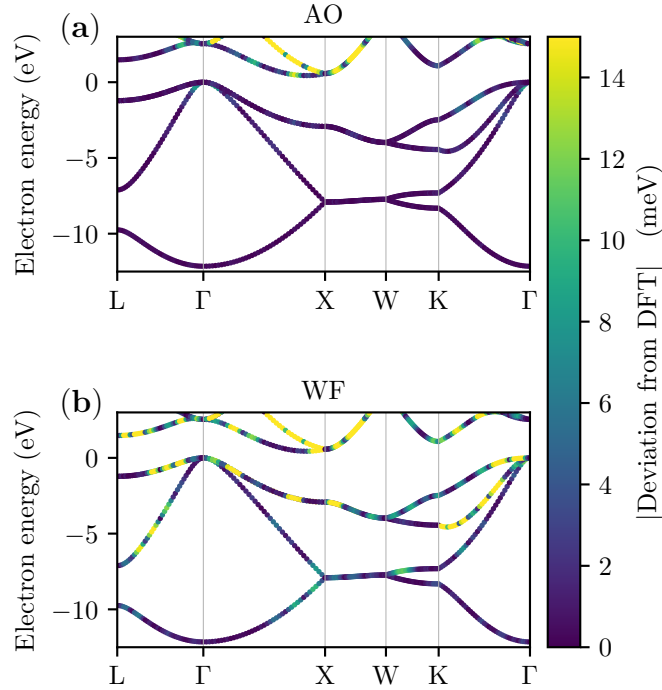 AO
(a)
Electron energy (eV)
0
−5
−10
L Γ X W K Γ
WF
(b)
Electron energy (eV)
0
−5
−10
L Γ X W K Γ
14
12
10
8
6
4
2
0
|Deviation from DFT| (meV)